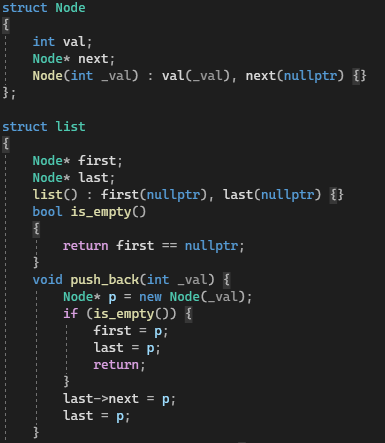 struct Node
{
    int val;
    Node* next;
    Node(int _val) : val(_val), next(nullptr) {}
};

struct list
{
    Node* first;
    Node* last;
    list() : first(nullptr), last(nullptr) {}
    bool is_empty()
    {
        return first == nullptr;
    }
    void push_back(int _val) {
        Node* p = new Node(_val);
        if (is_empty()) {
            first = p;
            last = p;
            return;
        }
        last->next = p;
        last = p;
    }